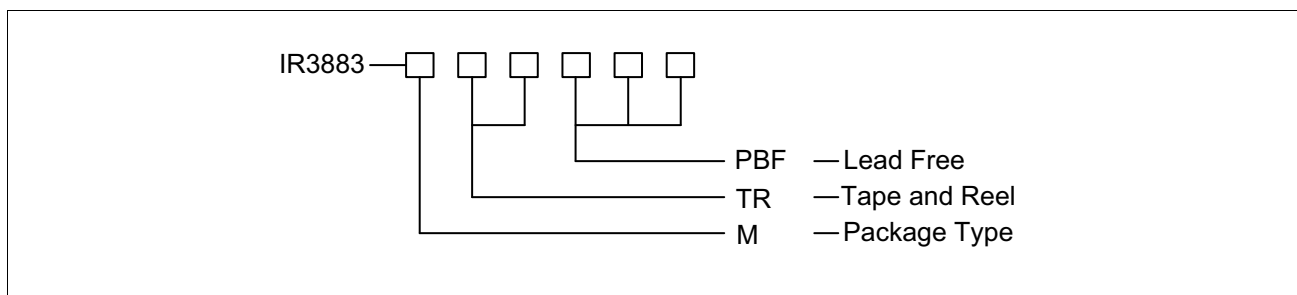 IR3883
PBF — Lead Free
TR — Tape and Reel
M — Package Type